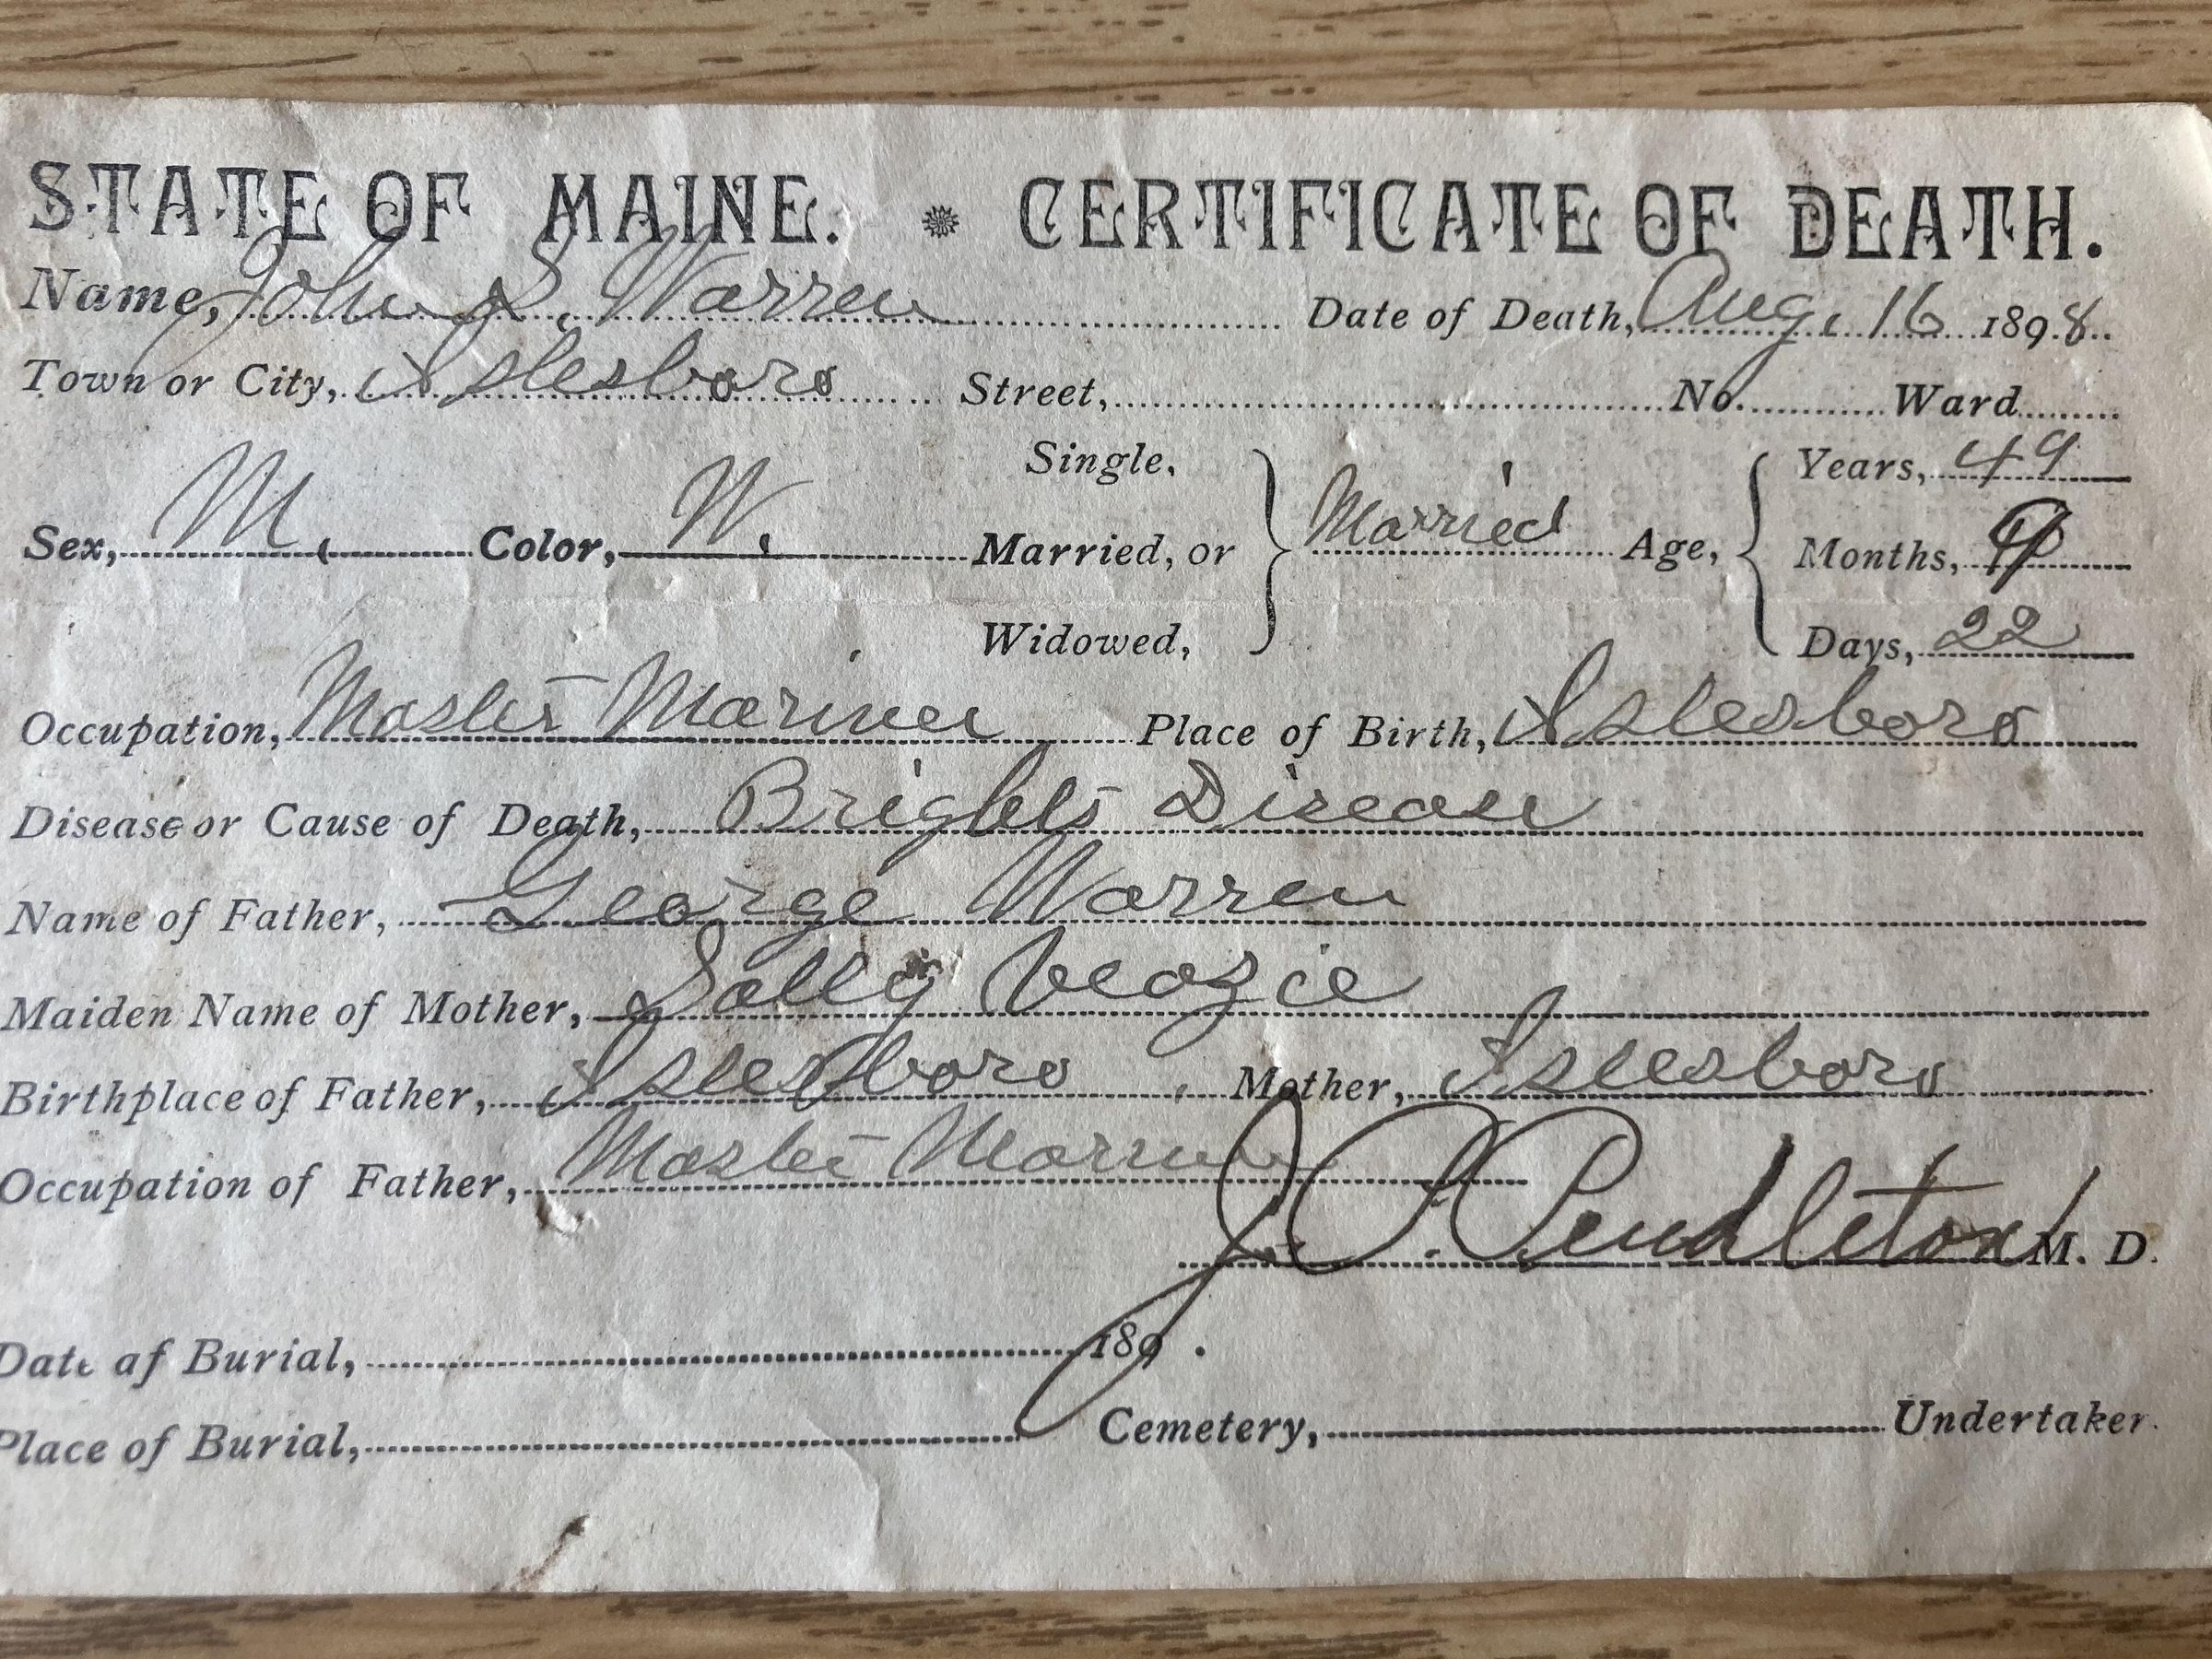 STATE OF MAINE. CERTIFICATE OF DEATH.
Name, John S. Warren Date of Death, Aug. 16 1898.
Town or City, Islesboro Street, No. Ward
Single,
Years, 49
Sex, M. Color, W. Married, or Married Age, Months,
Widowed, Days, 22
Occupation, Master Mariner Place of Birth, Islesboro
Disease or Cause of Death, Brights Disease
Name of Father, George Warren
Maiden Name of Mother, Sally Veazie
Birthplace of Father, Islesboro Mother, Islesboro
Occupation of Father, Master Mariner
Pendleton M. D.
Date af Burial, 189 .
Place of Burial, Cemetery, Undertaker.